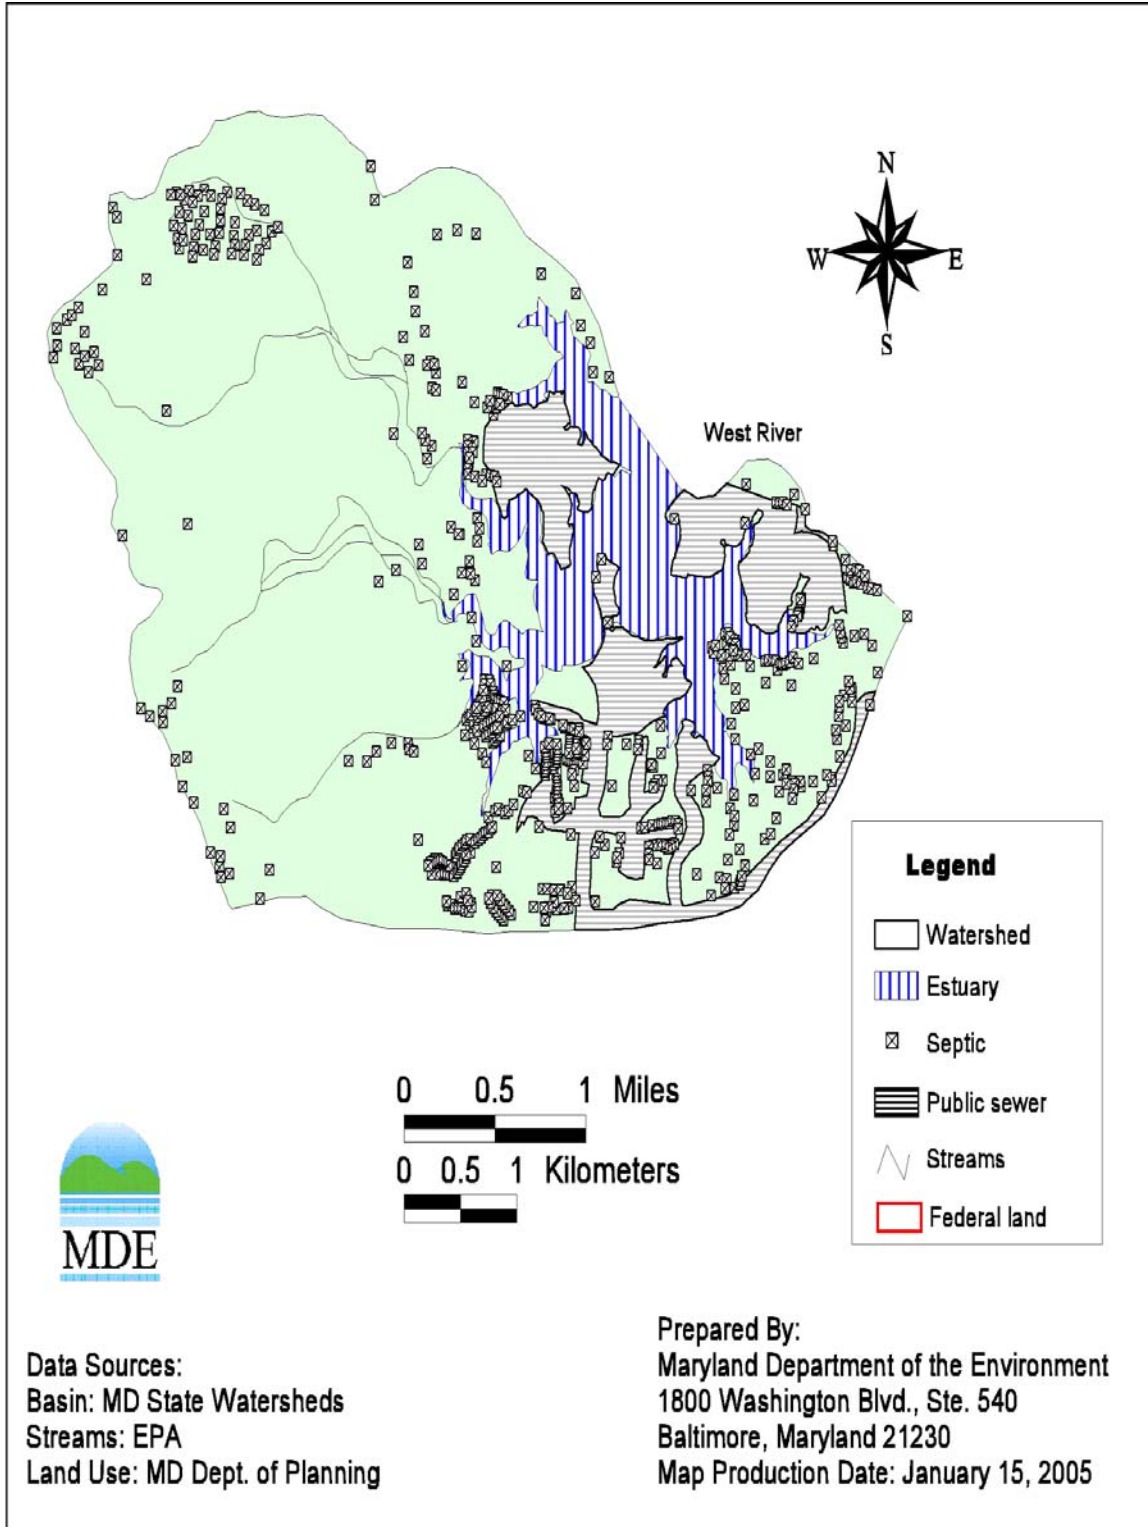 N
W E
S
West River
Legend
Watershed
Estuary
Septic
Public sewer
Streams
Federal land
0 0.5 1 Miles
0 0.5 1 Kilometers
MDE
Data Sources:
Basin: MD State Watersheds
Streams: EPA
Land Use: MD Dept. of Planning
Prepared By:
Maryland Department of the Environment
1800 Washington Blvd., Ste. 540
Baltimore, Maryland 21230
Map Production Date: January 15, 2005